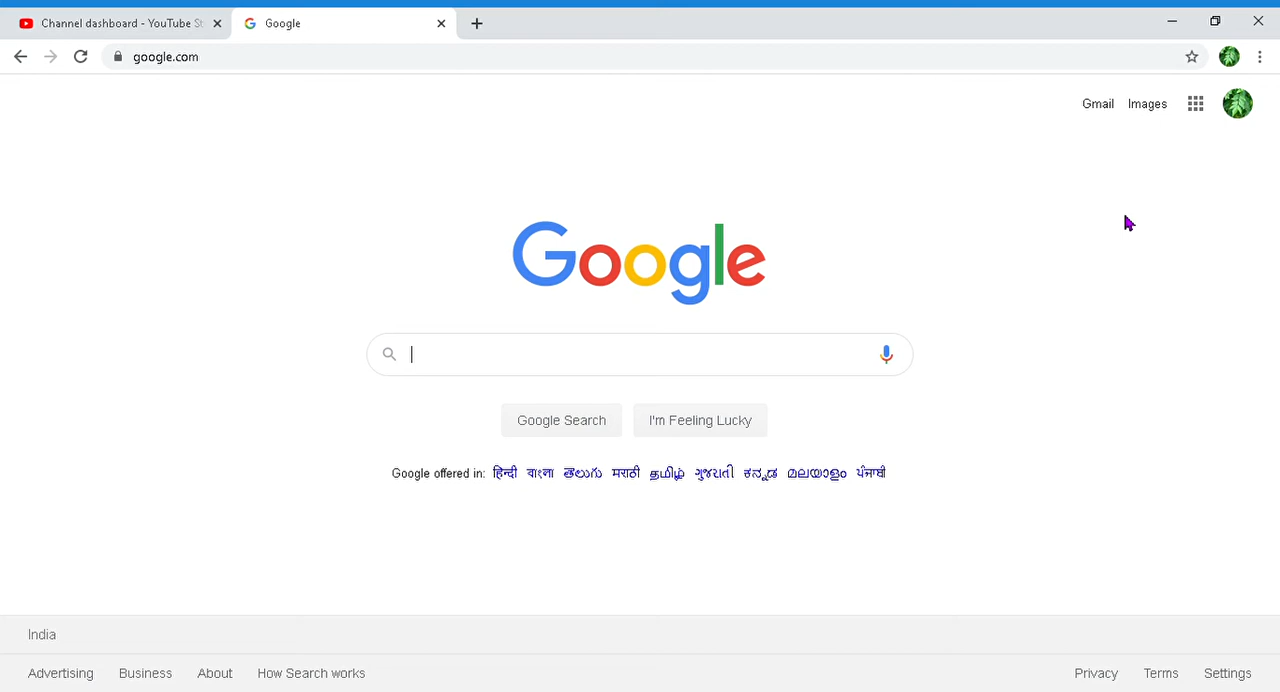 Channel dashboard - YouTube St
Google
google.com
Gmail Images
Google
Google Search I'm Feeling Lucky
Google offered in: हिन्दी বাংলা తెలుగు मराठी தமிழ் ગુજરાતી ಕನ್ನಡ മലയാളം ਪੰਜਾਬੀ
India
Advertising Business About How Search works Privacy Terms Settings